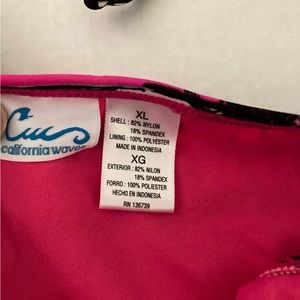 california waves
XL
SHELL : 82% NYLON
18% SPANDEX
LINING : 100% POLYESTER
MADE IN INDONESIA
XG
EXTERIOR : 82% NILON
18% SPANDEX
FORRO : 100% POLIESTER
HECHO EN INDONESIA
RN 136739